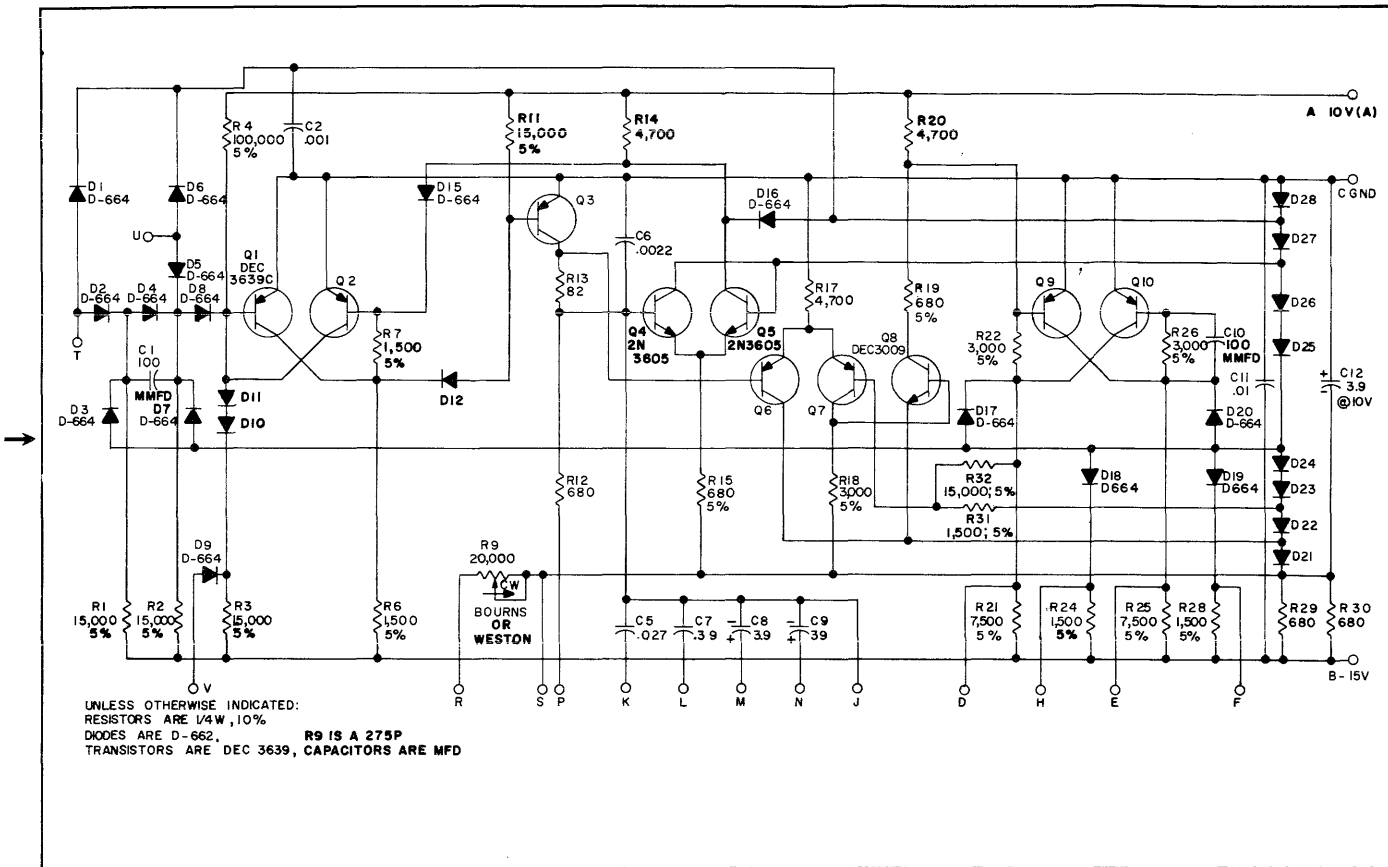 A 10V(A)
R4
100,000
5%
C2
.001
R11
15,000
5%
R14
4,700
R20
4,700
C GND
D1
D-664
D6
D-664
D15
D-664
Q3
D16
D-664
D28
U
D27
C6
.0022
D5
D-664
Q1
DEC
3639C
Q2
R13
82
R17
4,700
R19
680
5%
Q9
Q10
D26
D2
D-664
D4
D-664
D8
D-664
T
R7
1,500
5%
Q4
2N
3605
Q5
2N3605
Q8
DEC3009
R22
3,000
5%
R26
3,000
5%
C10
100
MMFD
D25
C1
100
MMFD
D3
D-664
D7
D-664
D11
D10
D12
Q6
Q7
D17
D-664
D20
D-664
C11
.01
+
-
C12
3.9
@10V
R12
680
R15
680
5%
R18
3,000
5%
R32
15,000; 5%
R31
1,500; 5%
D18
D664
D19
D664
D24
D23
D22
D21
D9
D-664
R9
20,000
CW
BOURNS
OR
WESTON
R1
15,000
5%
R2
15,000
5%
R3
15,000
5%
R6
1,500
5%
C5
.027
C7
.39
-
+
C8
3.9
-
+
C9
39
R21
7,500
5%
R24
1,500
5%
R25
7,500
5%
R28
1,500
5%
R29
680
R30
680
B-15V
V
R
S
P
K
L
M
N
J
D
H
E
F
UNLESS OTHERWISE INDICATED:
RESISTORS ARE 1/4W, 10%
DIODES ARE D-662. R9 IS A 275P
TRANSISTORS ARE DEC 3639, CAPACITORS ARE MFD